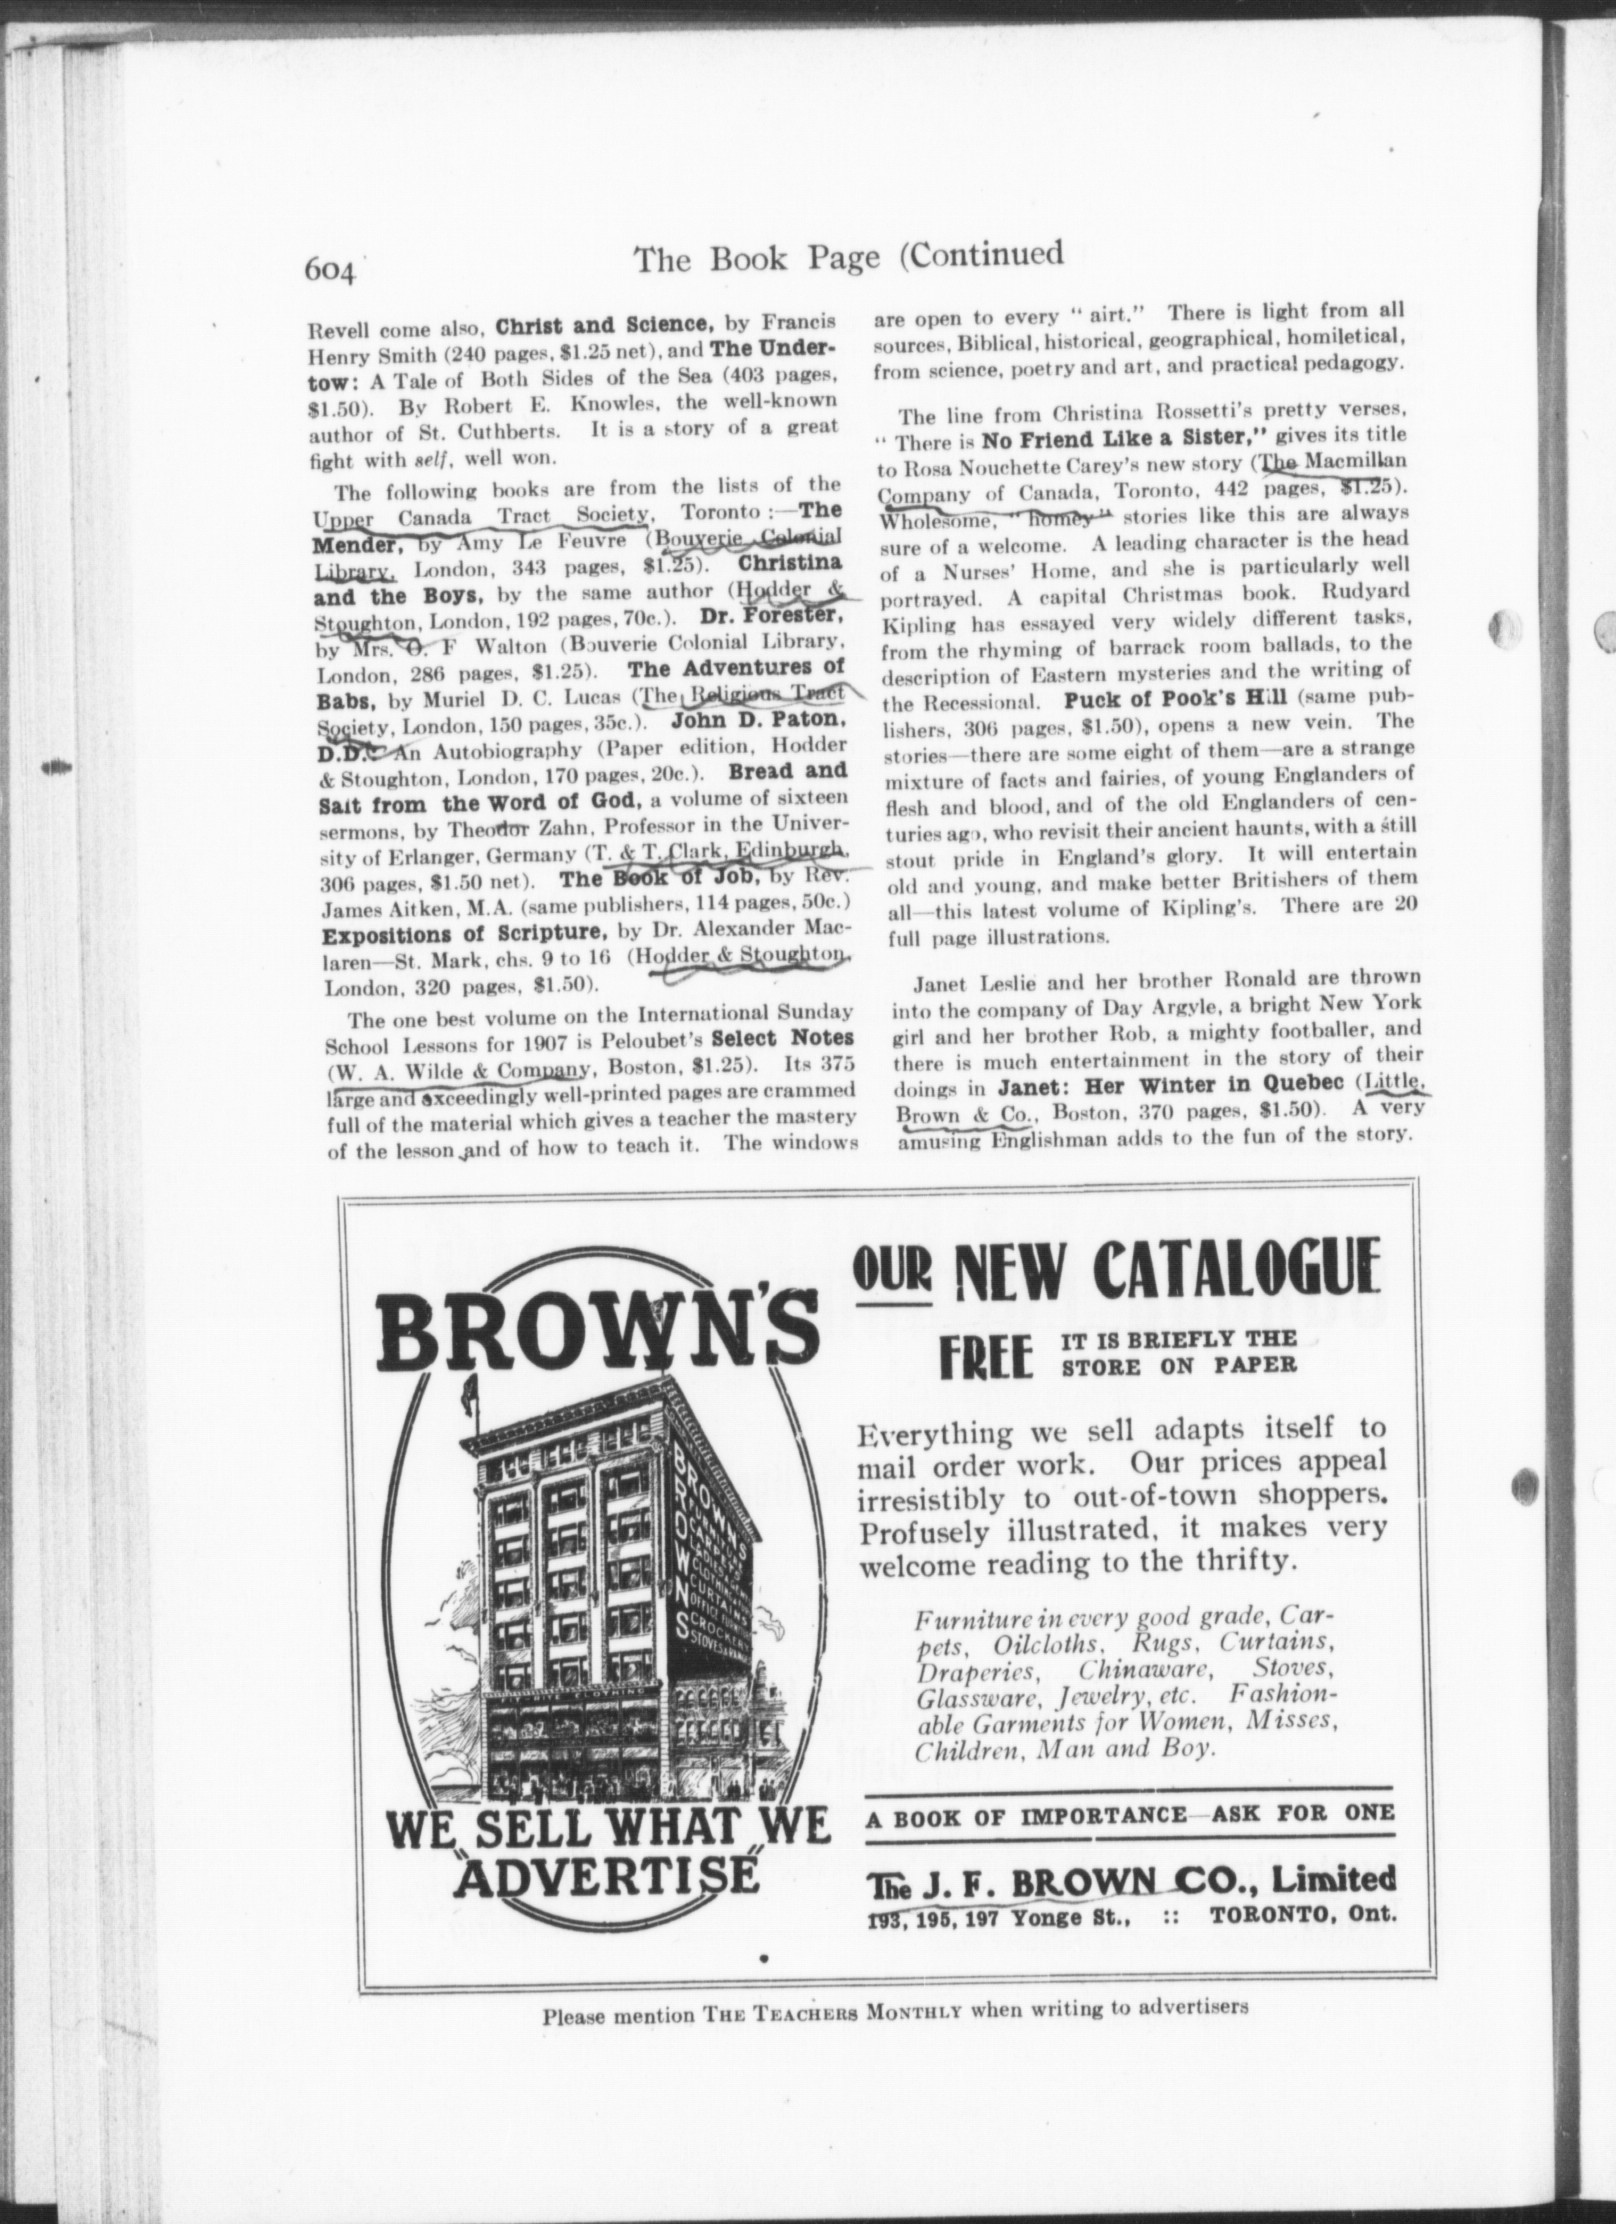 604
The Book Page (Continued
Revell come also, Christ and Science, by Francis
Henry Smith (240 pages, $1.25 net), and The Under-
tow: A Tale of Both Sides of the Sea (403 pages,
$1.50). By Robert E. Knowles, the well-known
author of St. Cuthberts. It is a story of a great
fight with self, well won.
The following books are from the lists of the
Upper Canada Tract Society, Toronto :—The
Mender, by Amy Le Feuvre (Bouverie Colonial
Library, London, 343 pages, $1.25). Christina
and the Boys, by the same author (Hodder &
Stoughton, London, 192 pages, 70c.). Dr. Forester,
by Mrs. O. F Walton (Bouverie Colonial Library,
London, 286 pages, $1.25). The Adventures of
Babs, by Muriel D. C. Lucas (The Religious Tract
Society, London, 150 pages, 35c.). John D. Paton,
D.D. An Autobiography (Paper edition, Hodder
& Stoughton, London, 170 pages, 20c.). Bread and
Salt from the Word of God, a volume of sixteen
sermons, by Theodor Zahn, Professor in the Univer-
sity of Erlanger, Germany (T. & T. Clark, Edinburgh,
306 pages, $1.50 net). The Book of Job, by Rev.
James Aitken, M.A. (same publishers, 114 pages, 50c.)
Expositions of Scripture, by Dr. Alexander Mac-
laren—St. Mark, chs. 9 to 16 (Hodder & Stoughton,
London, 320 pages, $1.50).
The one best volume on the International Sunday
School Lessons for 1907 is Peloubet's Select Notes
(W. A. Wilde & Company, Boston, $1.25). Its 375
large and exceedingly well-printed pages are crammed
full of the material which gives a teacher the mastery
of the lesson and of how to teach it. The windows
are open to every "airt." There is light from all
sources, Biblical, historical, geographical, homiletical,
from science, poetry and art, and practical pedagogy.
The line from Christina Rossetti's pretty verses,
"There is No Friend Like a Sister," gives its title
to Rosa Nouchette Carey's new story (The Macmillan
Company of Canada, Toronto, 442 pages, $1.25).
Wholesome, "homey" stories like this are always
sure of a welcome. A leading character is the head
of a Nurses' Home, and she is particularly well
portrayed. A capital Christmas book. Rudyard
Kipling has essayed very widely different tasks,
from the rhyming of barrack room ballads, to the
description of Eastern mysteries and the writing of
the Recessional. Puck of Pook's Hill (same pub-
lishers, 306 pages, $1.50), opens a new vein. The
stories—there are some eight of them—are a strange
mixture of facts and fairies, of young Englanders of
flesh and blood, and of the old Englanders of cen-
turies ago, who revisit their ancient haunts, with a still
stout pride in England's glory. It will entertain
old and young, and make better Britishers of them
all—this latest volume of Kipling's. There are 20
full page illustrations.
Janet Leslie and her brother Ronald are thrown
into the company of Day Argyle, a bright New York
girl and her brother Rob, a mighty footballer, and
there is much entertainment in the story of their
doings in Janet: Her Winter in Quebec (Little,
Brown & Co., Boston, 370 pages, $1.50). A very
amusing Englishman adds to the fun of the story.
BROWN'S
BROWNS
BROWNS
CARPETS
CLOTHING
CURTAINS
CROCKERY
WE SELL WHAT WE
ADVERTISE
OUR NEW CATALOGUE
FREE IT IS BRIEFLY THE
STORE ON PAPER
Everything we sell adapts itself to
mail order work. Our prices appeal
irresistibly to out-of-town shoppers.
Profusely illustrated, it makes very
welcome reading to the thrifty.
Furniture in every good grade, Car-
pets, Oilcloths, Rugs, Curtains,
Draperies, Chinaware, Stoves,
Glassware, Jewelry, etc. Fashion-
able Garments for Women, Misses,
Children, Man and Boy.
A BOOK OF IMPORTANCE—ASK FOR ONE
The J. F. BROWN CO., Limited
193, 195, 197 Yonge St., :: TORONTO, Ont.
Please mention THE TEACHERS MONTHLY when writing to advertisers